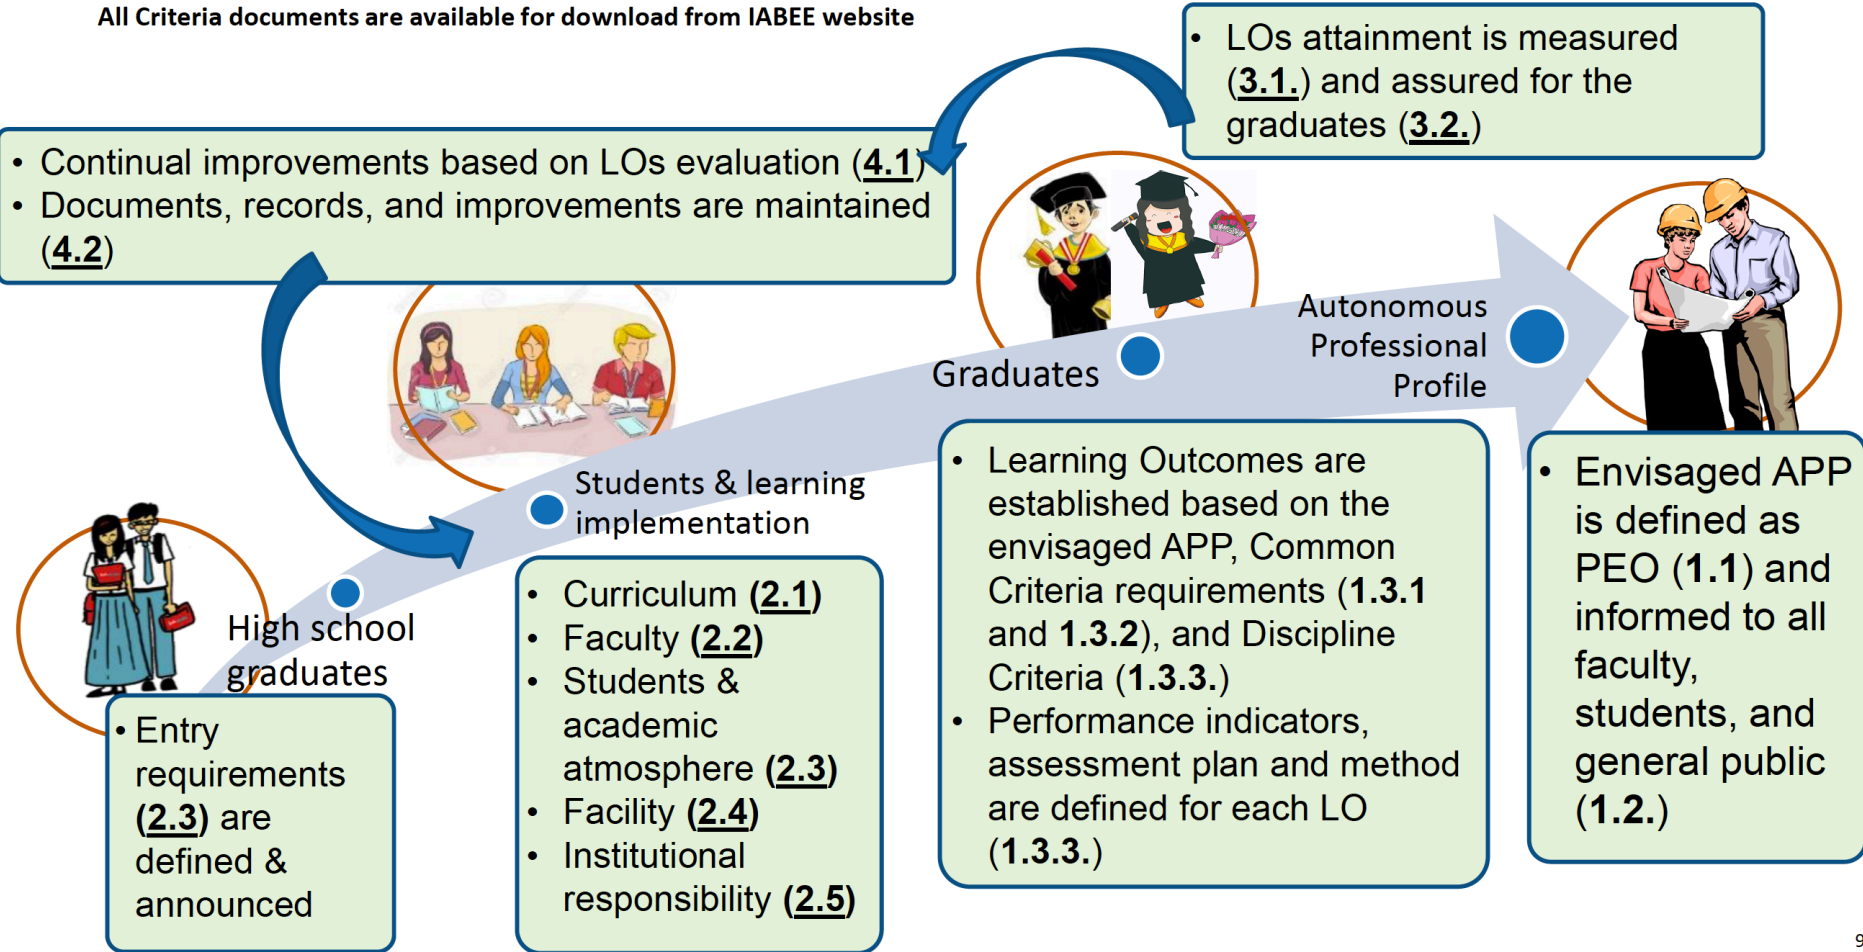 All Criteria documents are available for download from IABEE website
• LOs attainment is measured
(3.1.) and assured for the
graduates (3.2.)
• Continual improvements based on LOs evaluation (4.1)
• Documents, records, and improvements are maintained
(4.2)
Autonomous
Professional
Profile
Graduates
Students & learning
implementation
High school
graduates
• Entry
requirements
(2.3) are
defined &
announced
• Curriculum (2.1)
• Faculty (2.2)
• Students &
academic
atmosphere (2.3)
• Facility (2.4)
• Institutional
responsibility (2.5)
• Learning Outcomes are
established based on the
envisaged APP, Common
Criteria requirements (1.3.1
and 1.3.2), and Discipline
Criteria (1.3.3.)
• Performance indicators,
assessment plan and method
are defined for each LO
(1.3.3.)
• Envisaged APP
is defined as
PEO (1.1) and
informed to all
faculty,
students, and
general public
(1.2.)
9